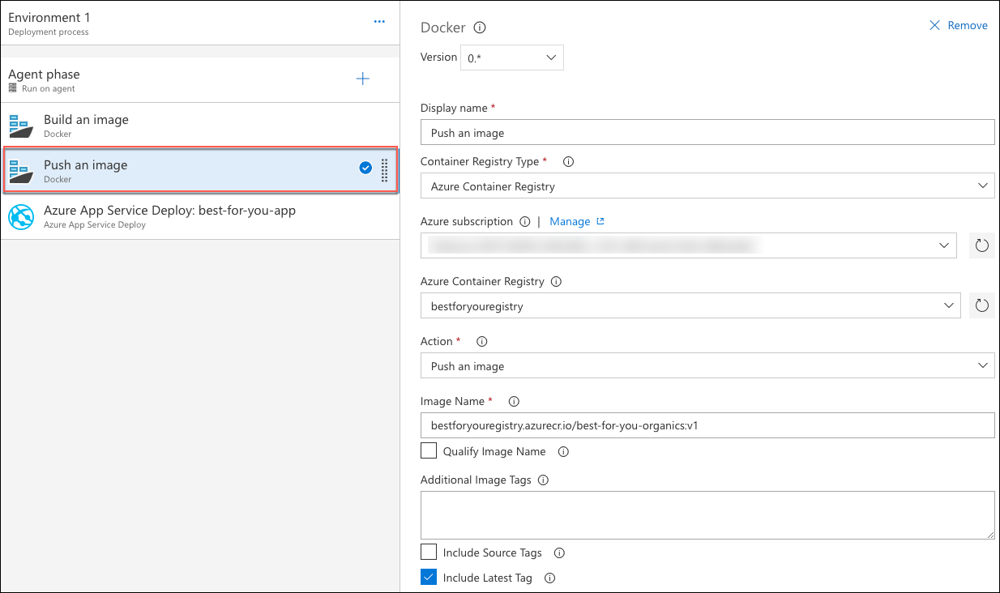 Environment 1
Deployment process
Agent phase
Run on agent
Build an image
Docker
Push an image
Docker
Azure App Service Deploy: best-for-you-app
Azure App Service Deploy
Docker
Remove
Version 0.*
Display name *
Push an image
Container Registry Type *
Azure Container Registry
Azure subscription | Manage
Azure Container Registry
bestforyouregistry
Action *
Push an image
Image Name *
bestforyouregistry.azurecr.io/best-for-you-organics:v1
Qualify Image Name
Additional Image Tags
Include Source Tags
Include Latest Tag